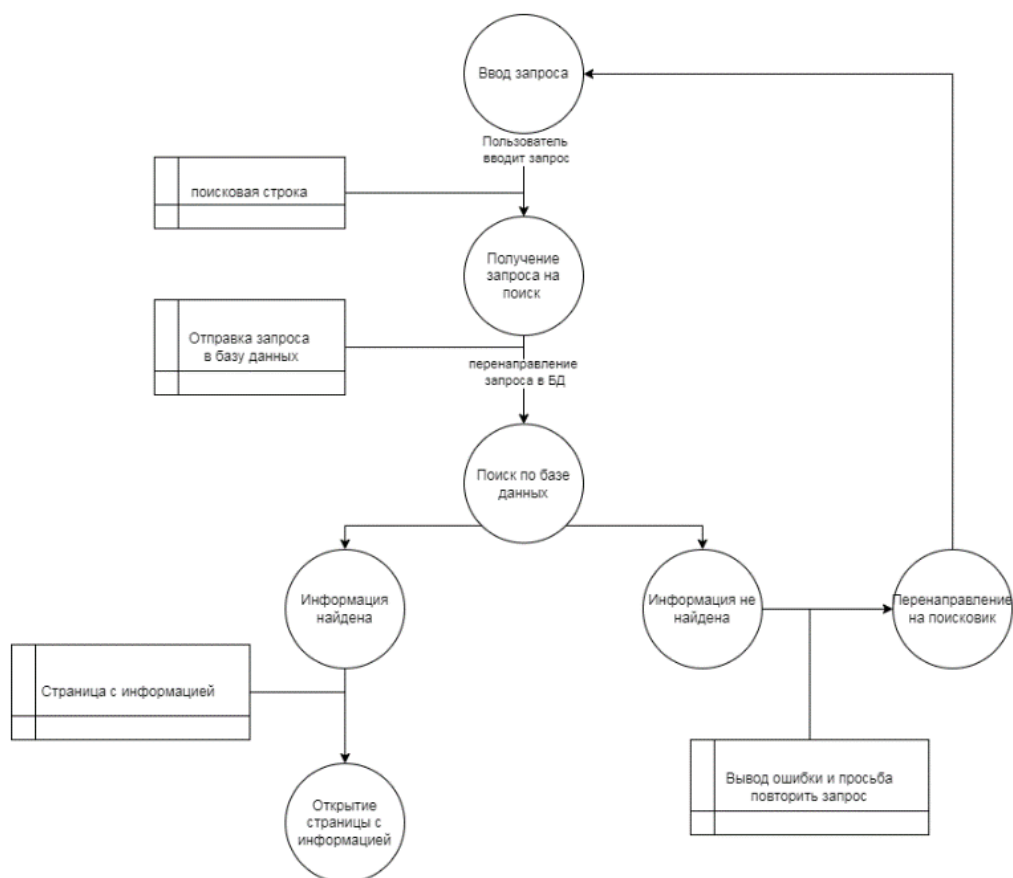 Ввод запроса
Пользователь
вводит запрос
поисковая строка
Получение
запроса на
поиск
Отправка запроса
в базу данных
перенаправление
запроса в БД
Поиск по базе
данных
Информация
найдена
Информация не
найдена
Перенаправление
на поисковик
Страница с информацией
Вывод ошибки и просьба
повторить запрос
Открытие
страницы с
информацией